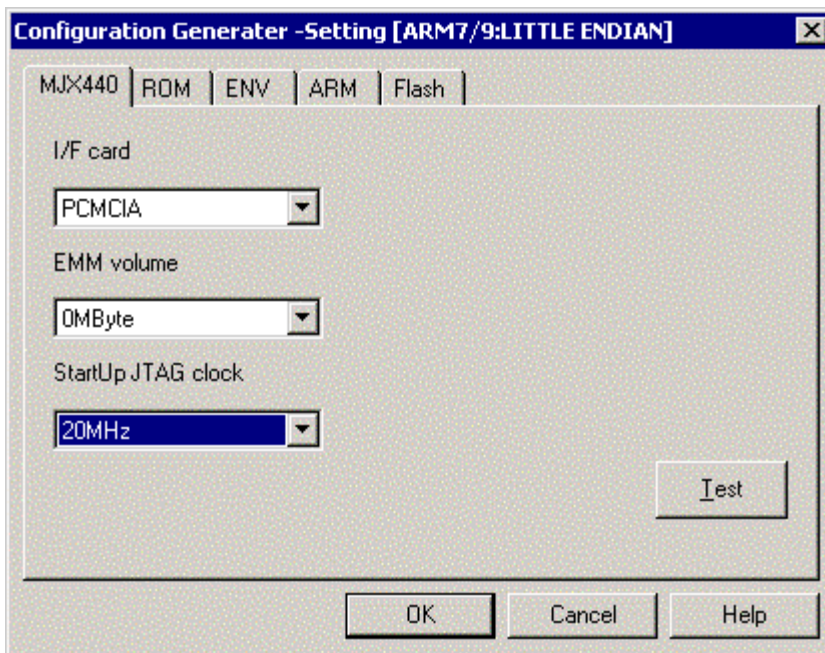 Configuration Generater -Setting [ARM7/9:LITTLE ENDIAN]
MJX440 ROM ENV ARM Flash
I/F card
PCMCIA
EMM volume
0MByte
StartUp JTAG clock
20MHz
Test
OK Cancel Help